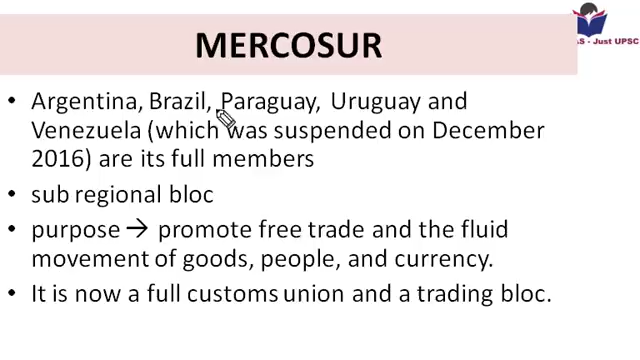 MERCOSUR
S - Just UPSC
• Argentina, Brazil, Paraguay, Uruguay and
Venezuela (which was suspended on December
2016) are its full members
• sub regional bloc
• purpose → promote free trade and the fluid
movement of goods, people, and currency.
• It is now a full customs union and a trading bloc.